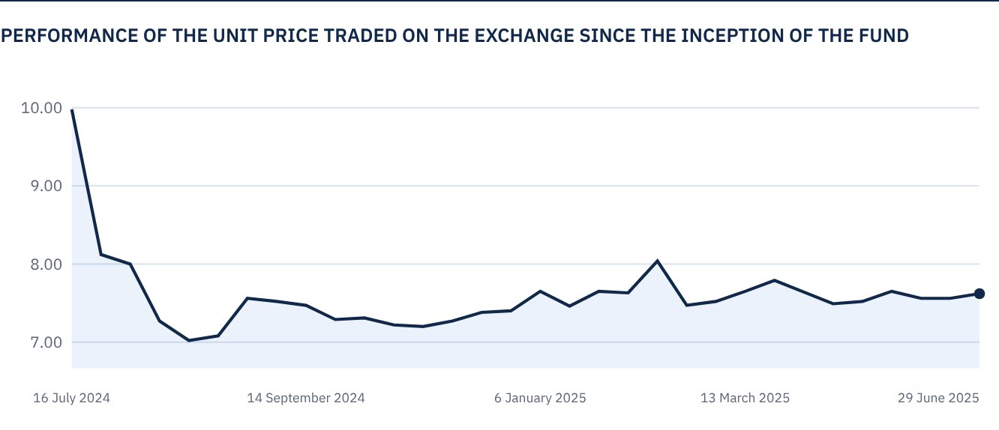 PERFORMANCE OF THE UNIT PRICE TRADED ON THE EXCHANGE SINCE THE INCEPTION OF THE FUND
10.00
9.00
8.00
7.00
16 July 2024 14 September 2024 6 January 2025 13 March 2025 29 June 2025